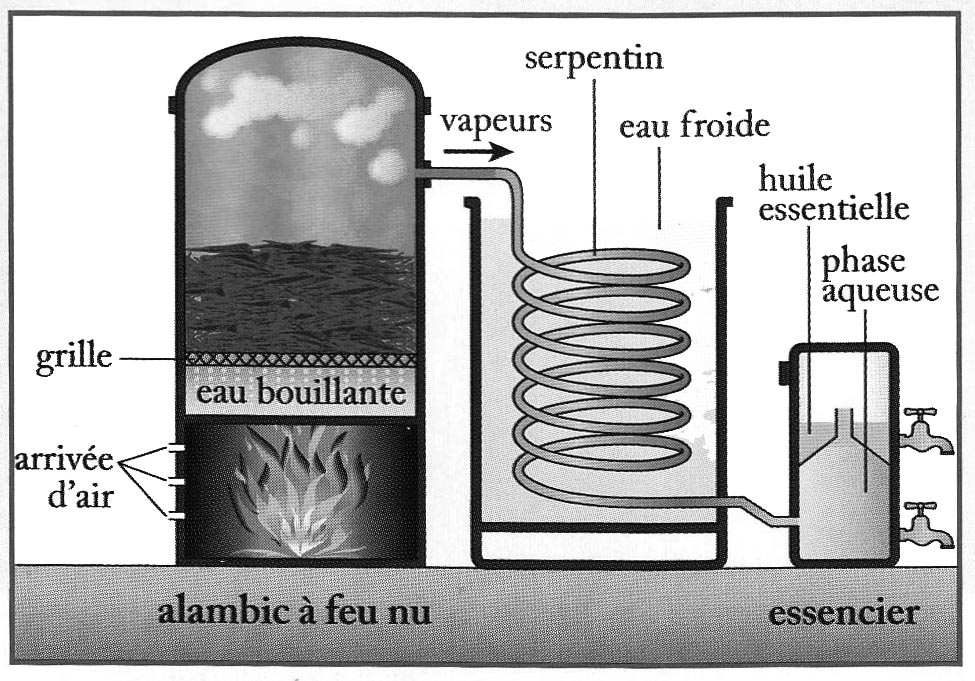 serpentin
vapeurs
eau froide
huile
essentielle
phase
aqueuse
grille
eau bouillante
arrivée
d'air
alambic à feu nu
essencier